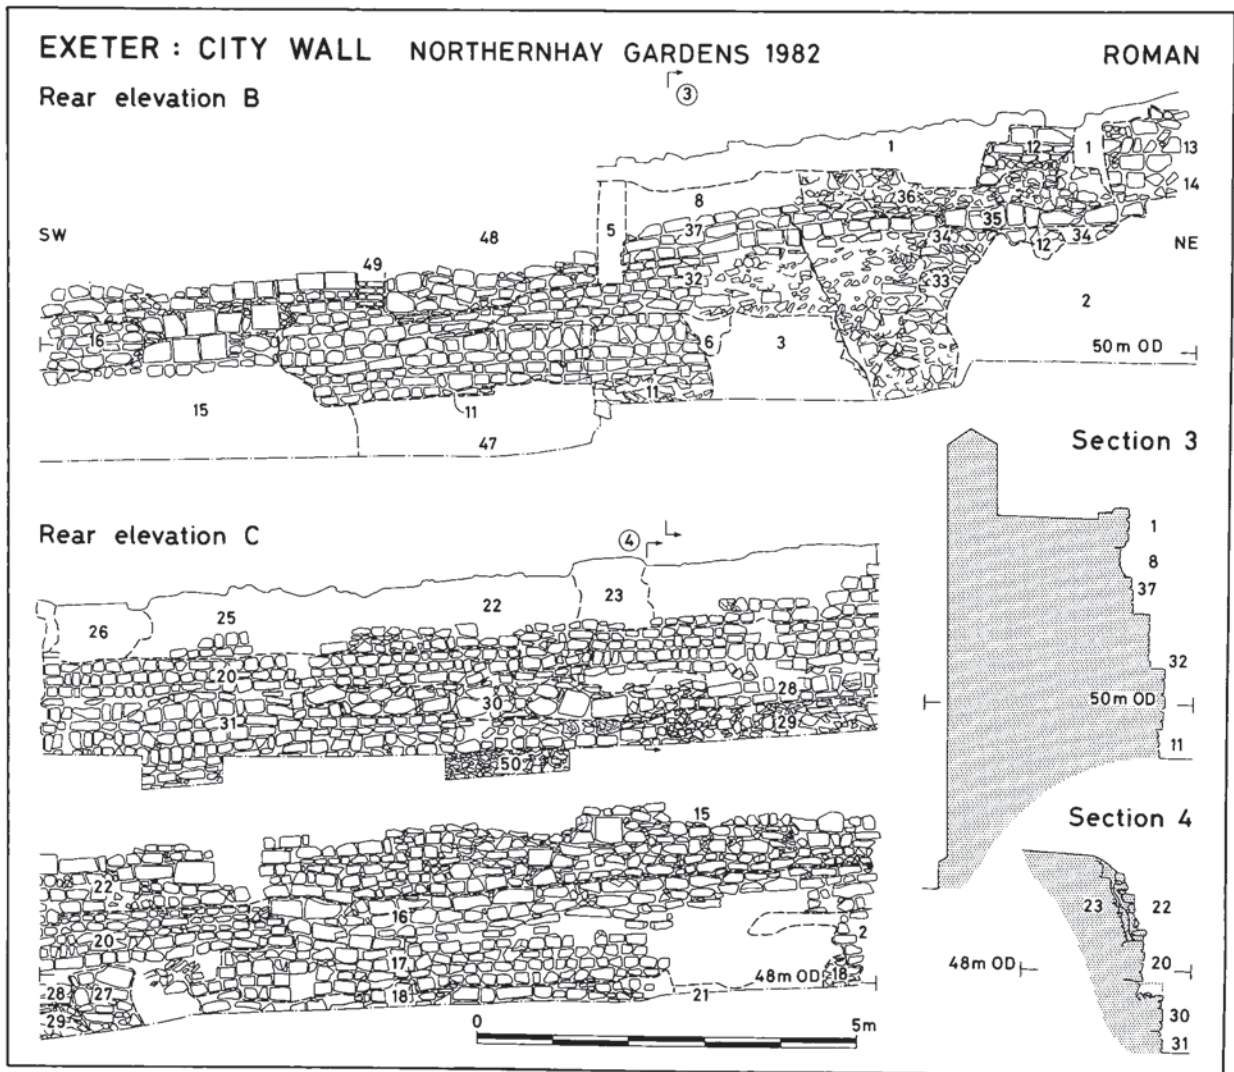 EXETER : CITY WALL NORTHERNHAY GARDENS 1982 ROMAN
Rear elevation B
3
1 12 1 13
14
8 36
SW 5 37 35
48 34 12 34 NE
49 32 33
2
16 6 3 50m OD
15 11 11
47
Section 3
1
8
37
32
50m OD
11
Rear elevation C
4
26 25 22 23
20 28
31 30 29
50
15
22
16
20 2
17
28 27 18 48m OD 18
29 21
0 5m
Section 4
23 22
48m OD 20
30
31